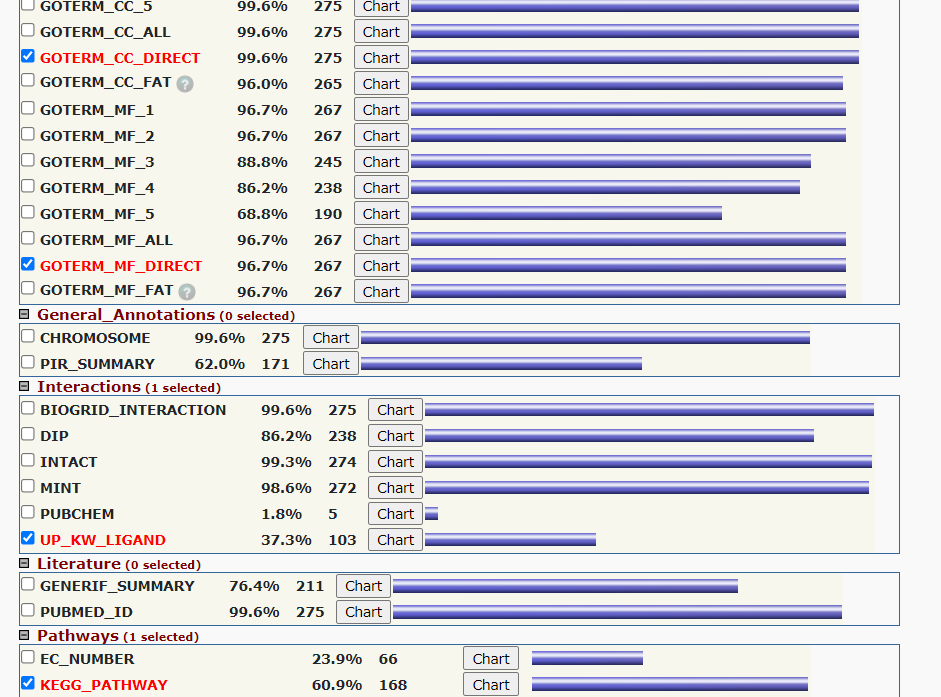 GOTERM_CC_5 99.6% 275 Chart
GOTERM_CC_ALL 99.6% 275 Chart
GOTERM_CC_DIRECT 99.6% 275 Chart
GOTERM_CC_FAT ? 96.0% 265 Chart
GOTERM_MF_1 96.7% 267 Chart
GOTERM_MF_2 96.7% 267 Chart
GOTERM_MF_3 88.8% 245 Chart
GOTERM_MF_4 86.2% 238 Chart
GOTERM_MF_5 68.8% 190 Chart
GOTERM_MF_ALL 96.7% 267 Chart
GOTERM_MF_DIRECT 96.7% 267 Chart
GOTERM_MF_FAT ? 96.7% 267 Chart
General_Annotations (0 selected)
CHROMOSOME 99.6% 275 Chart
PIR_SUMMARY 62.0% 171 Chart
Interactions (1 selected)
BIOGRID_INTERACTION 99.6% 275 Chart
DIP 86.2% 238 Chart
INTACT 99.3% 274 Chart
MINT 98.6% 272 Chart
PUBCHEM 1.8% 5 Chart
UP_KW_LIGAND 37.3% 103 Chart
Literature (0 selected)
GENERIF_SUMMARY 76.4% 211 Chart
PUBMED_ID 99.6% 275 Chart
Pathways (1 selected)
EC_NUMBER 23.9% 66 Chart
KEGG_PATHWAY 60.9% 168 Chart